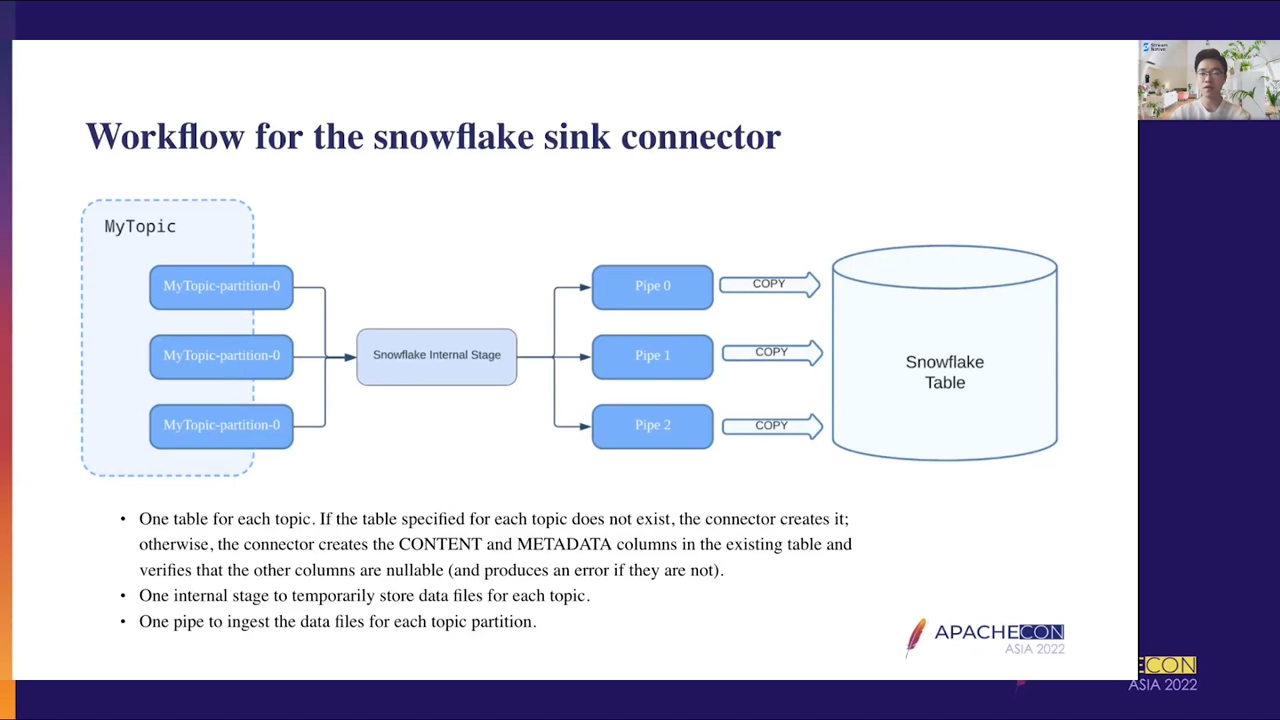 Stream
Native
Workflow for the snowflake sink connector
MyTopic
MyTopic-partition-0
MyTopic-partition-0
MyTopic-partition-0
Snowflake Internal Stage
Pipe 0
Pipe 1
Pipe 2
COPY
COPY
COPY
Snowflake
Table
• One table for each topic. If the table specified for each topic does not exist, the connector creates it;
otherwise, the connector creates the CONTENT and METADATA columns in the existing table and
verifies that the other columns are nullable (and produces an error if they are not).
• One internal stage to temporarily store data files for each topic.
• One pipe to ingest the data files for each topic partition.
APACHECON
ASIA 2022
ECON
ASIA 2022